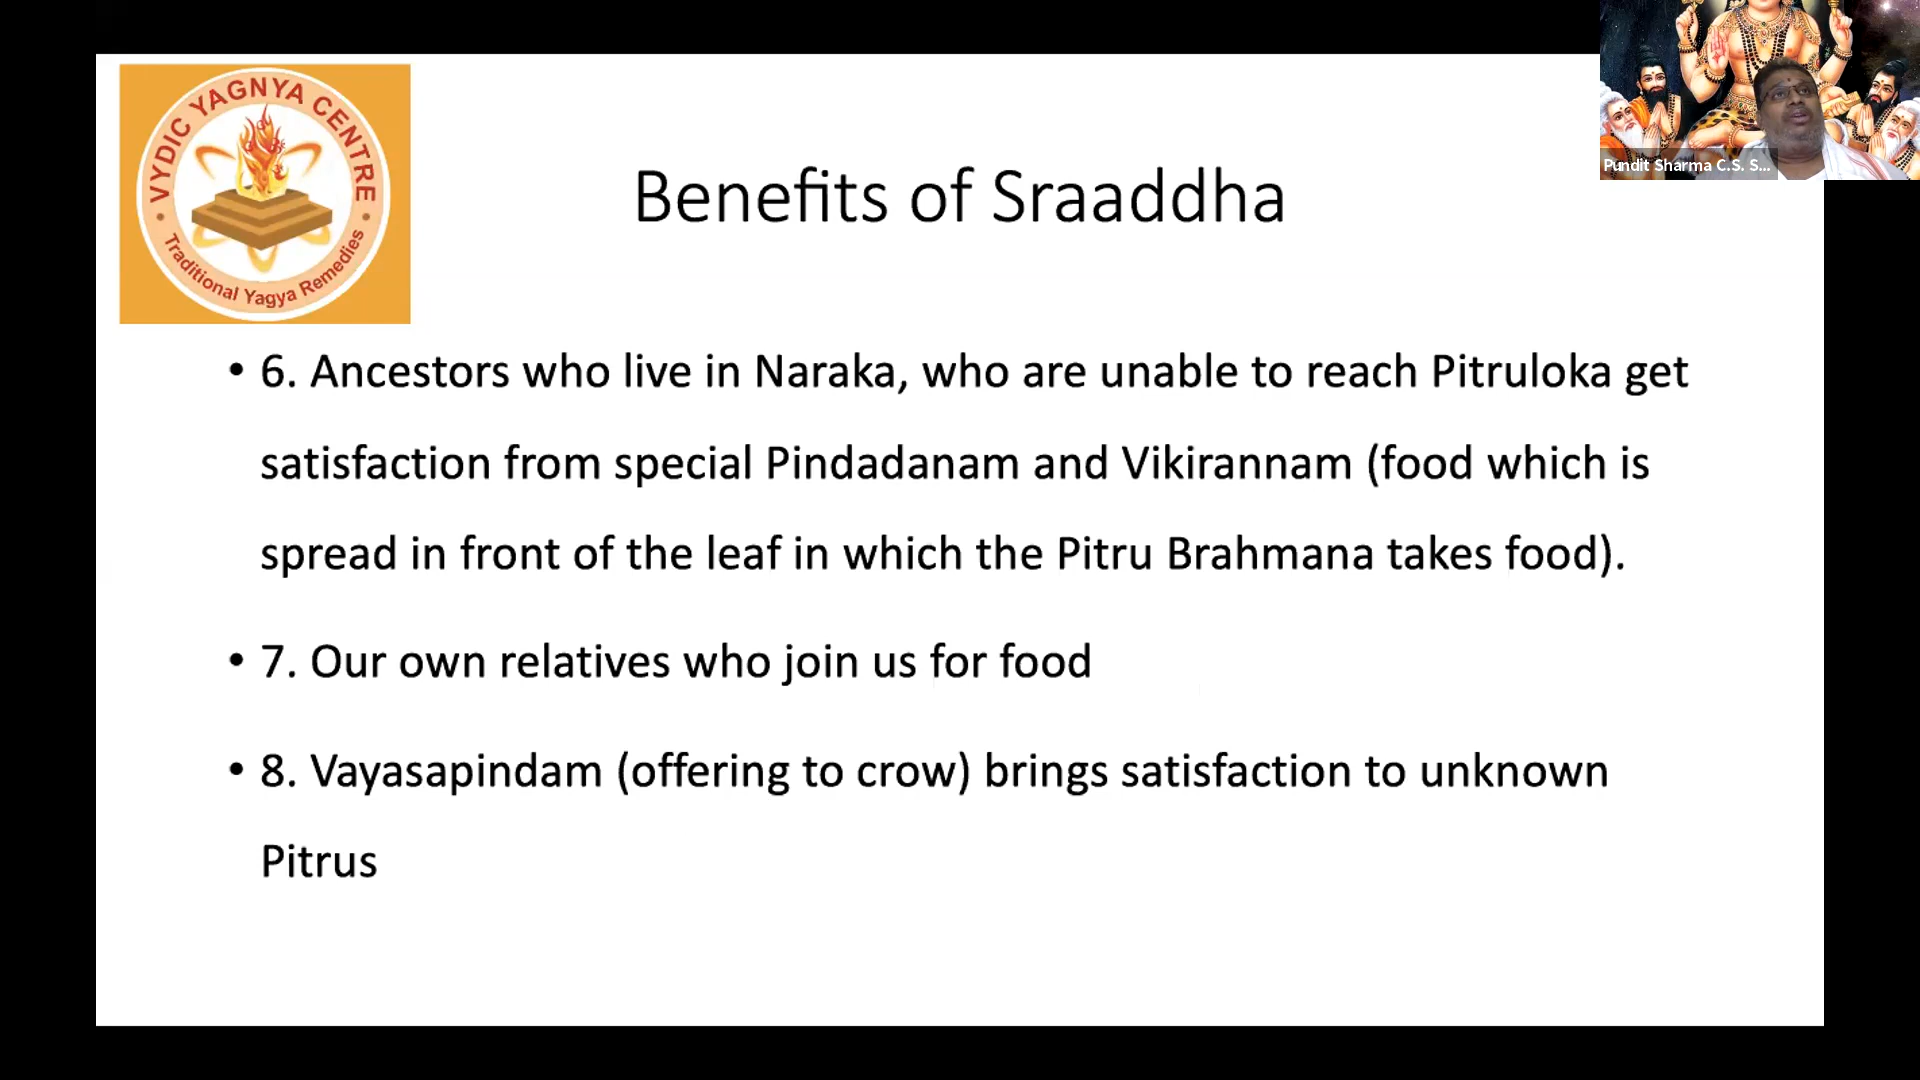 VYDIC YAGNYA CENTRE
Traditional Yagya Remedies
Pundit Sharma C.S. S...
Benefits of Sraaddha
• 6. Ancestors who live in Naraka, who are unable to reach Pitruloka get
satisfaction from special Pindadanam and Vikirannam (food which is
spread in front of the leaf in which the Pitru Brahmana takes food).
• 7. Our own relatives who join us for food
• 8. Vayasapindam (offering to crow) brings satisfaction to unknown
Pitrus